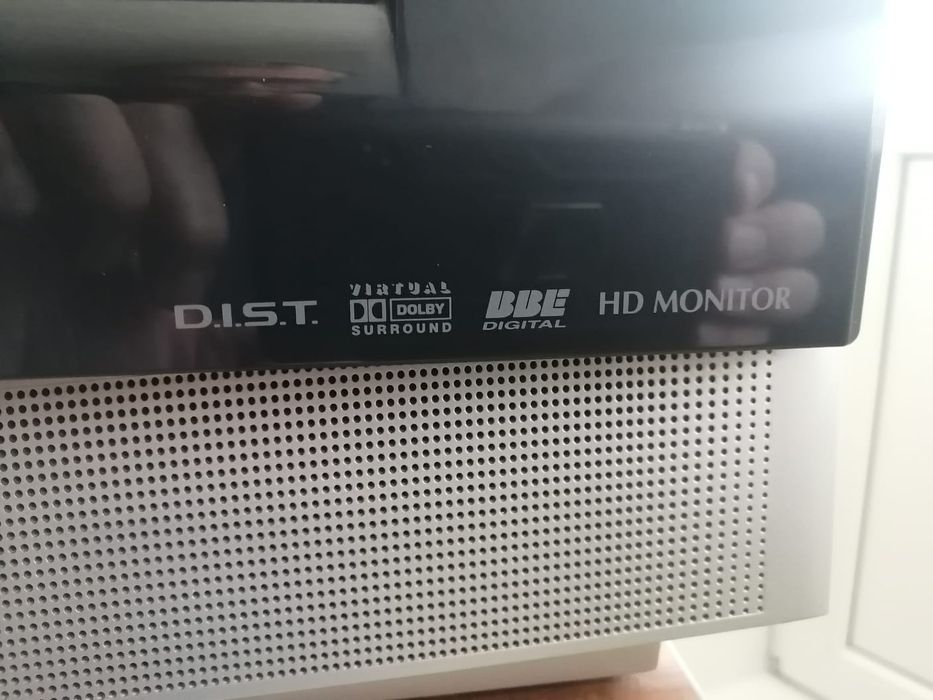 D.I.S.T.
VIRTUAL
DOLBY
SURROUND
BBE
DIGITAL
HD MONITOR